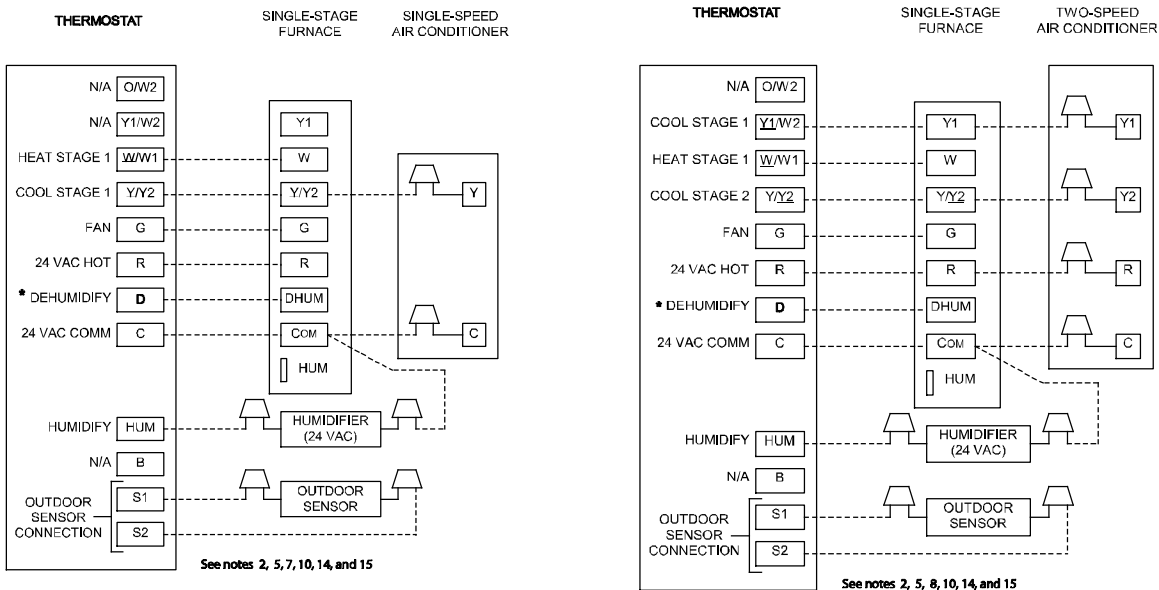 THERMOSTAT
SINGLE-STAGE
FURNACE
SINGLE-SPEED
AIR CONDITIONER
N/A O/W2
N/A Y1/W2 Y1
HEAT STAGE 1 W/W1 W
COOL STAGE 1 Y/Y2 Y/Y2 Y
FAN G G
24 VAC HOT R R
* DEHUMIDIFY D DHUM
24 VAC COMM C COM C
HUM
HUMIDIFY HUM HUMIDIFIER
(24 VAC)
N/A B
OUTDOOR
SENSOR
CONNECTION
S1
S2
OUTDOOR
SENSOR
See notes 2, 5, 7, 10, 14, and 15
THERMOSTAT
SINGLE-STAGE
FURNACE
TWO-SPEED
AIR CONDITIONER
N/A O/W2
COOL STAGE 1 Y1/W2 Y1 Y1
HEAT STAGE 1 W/W1 W
COOL STAGE 2 Y/Y2 Y/Y2 Y2
FAN G G
24 VAC HOT R R R
* DEHUMIDIFY D DHUM
24 VAC COMM C COM C
HUM
HUMIDIFY HUM HUMIDIFIER
(24 VAC)
N/A B
OUTDOOR
SENSOR
CONNECTION
S1
S2
OUTDOOR
SENSOR
See notes 2, 5, 8, 10, 14, and 15